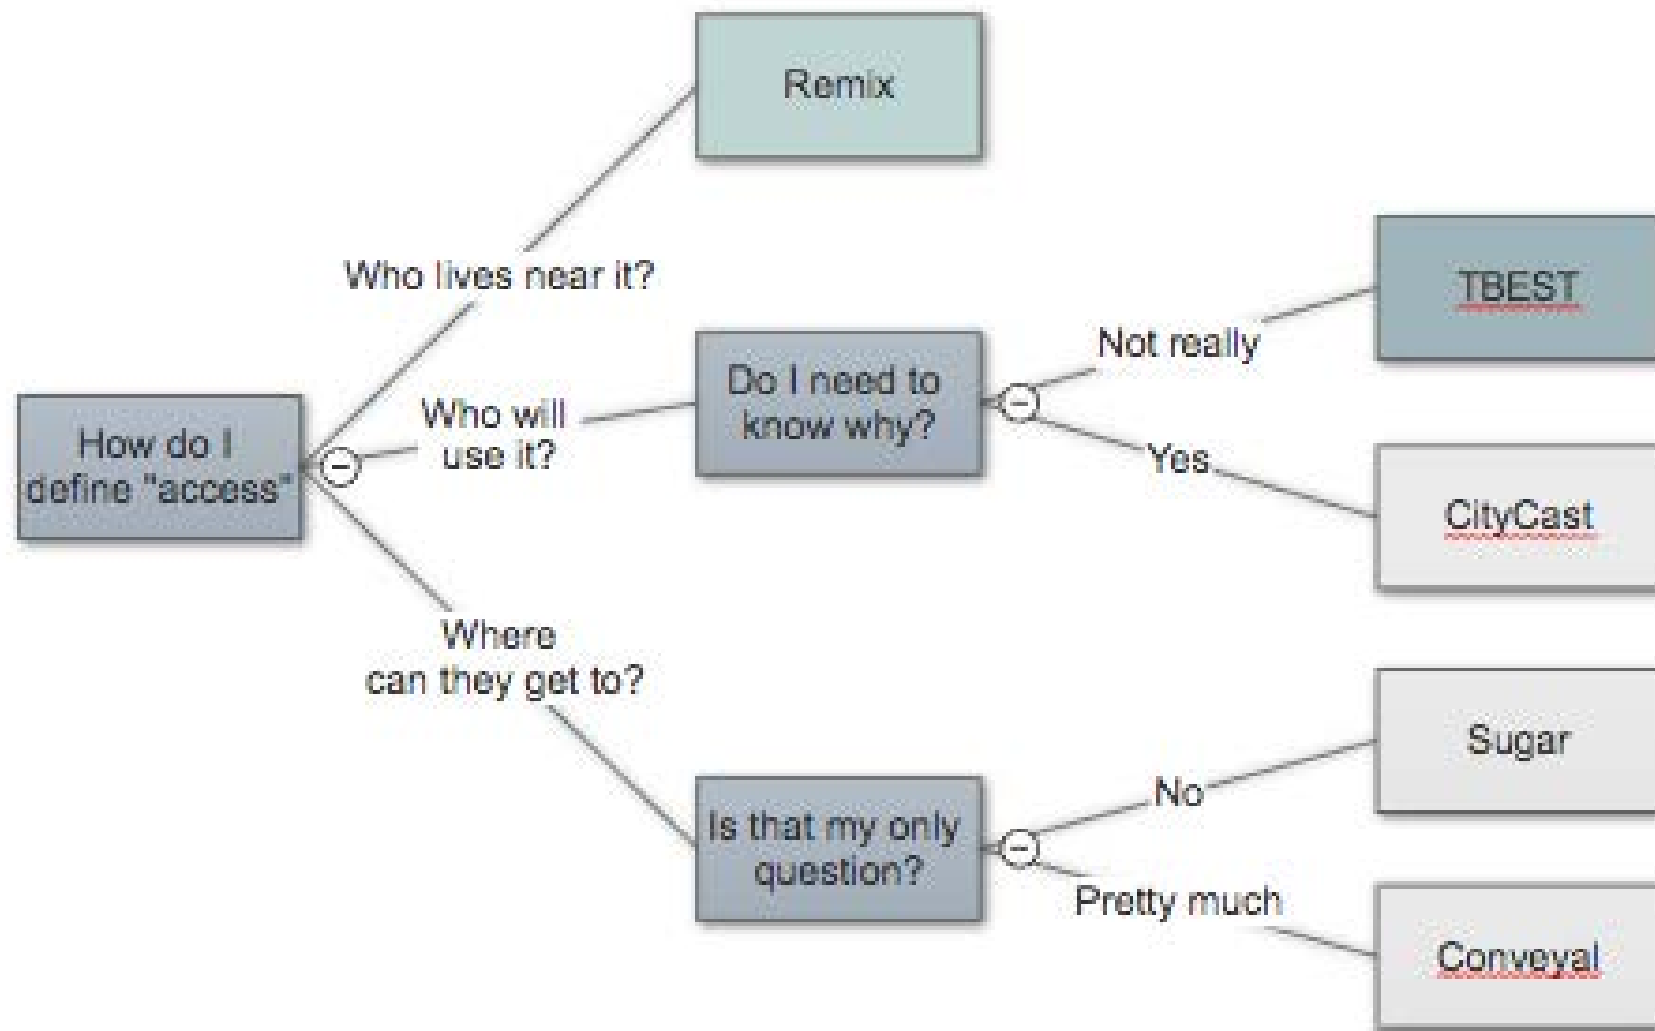 Remix
Who lives near it?
TBEST
Not really
Do I need to
know why?
Who will
use it?
How do I
define "access"
Yes
CityCast
Where
can they get to?
Sugar
No
Is that my only
question?
Pretty much
Conveyal